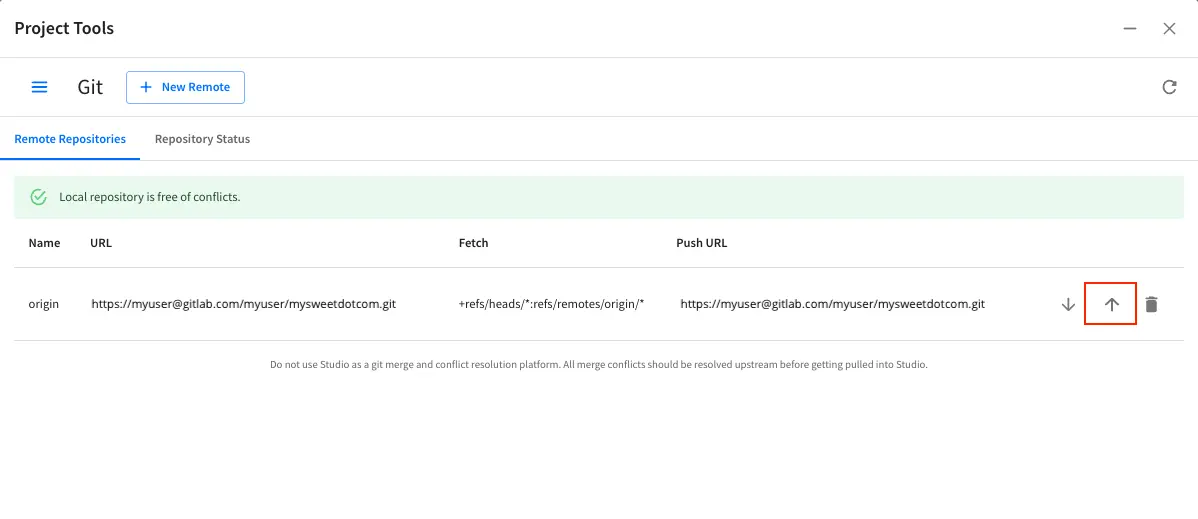 Project Tools
Git
New Remote
Remote Repositories
Repository Status
Local repository is free of conflicts.
Name URL Fetch Push URL
origin https://myuser@gitlab.com/myuser/mysweetdotcom.git +refs/heads/*:refs/remotes/origin/* https://myuser@gitlab.com/myuser/mysweetdotcom.git
Do not use Studio as a git merge and conflict resolution platform. All merge conflicts should be resolved upstream before getting pulled into Studio.